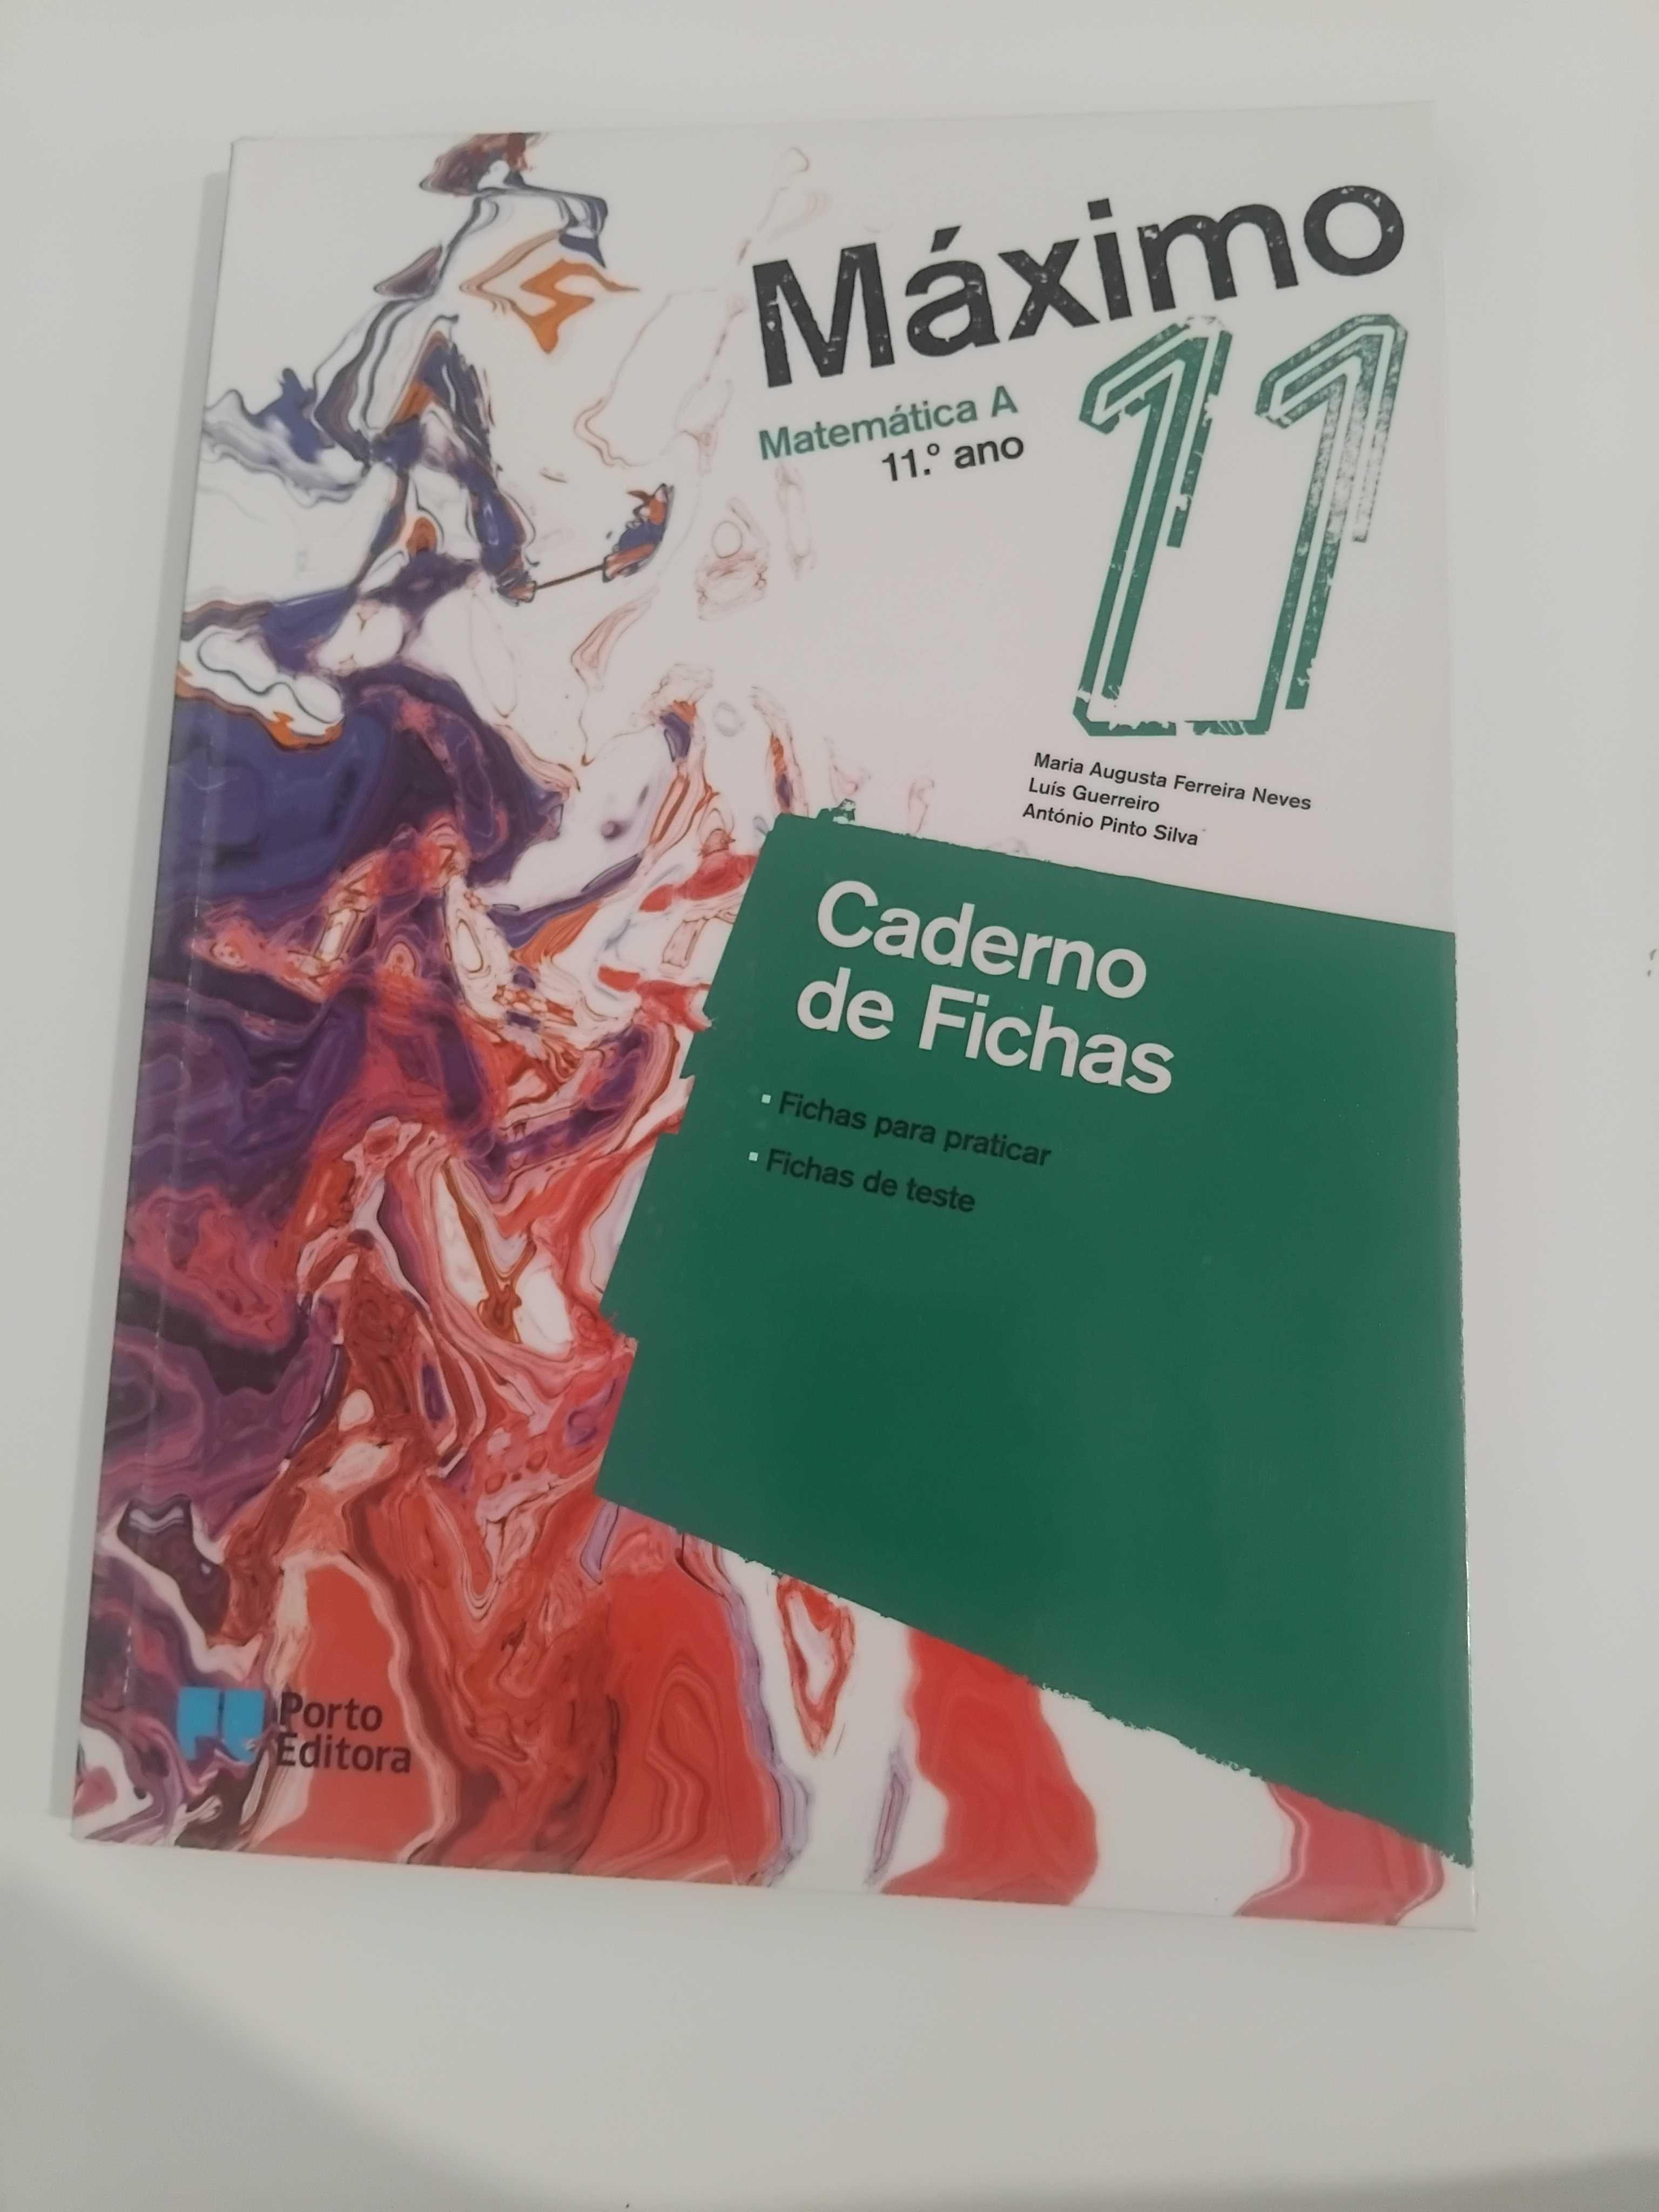 Máximo
11
Matemática A
11.º ano
Maria Augusta Ferreira Neves
Luís Guerreiro
António Pinto Silva
Caderno
de Fichas
▪ Fichas para praticar
▪ Fichas de teste
Porto
Editora